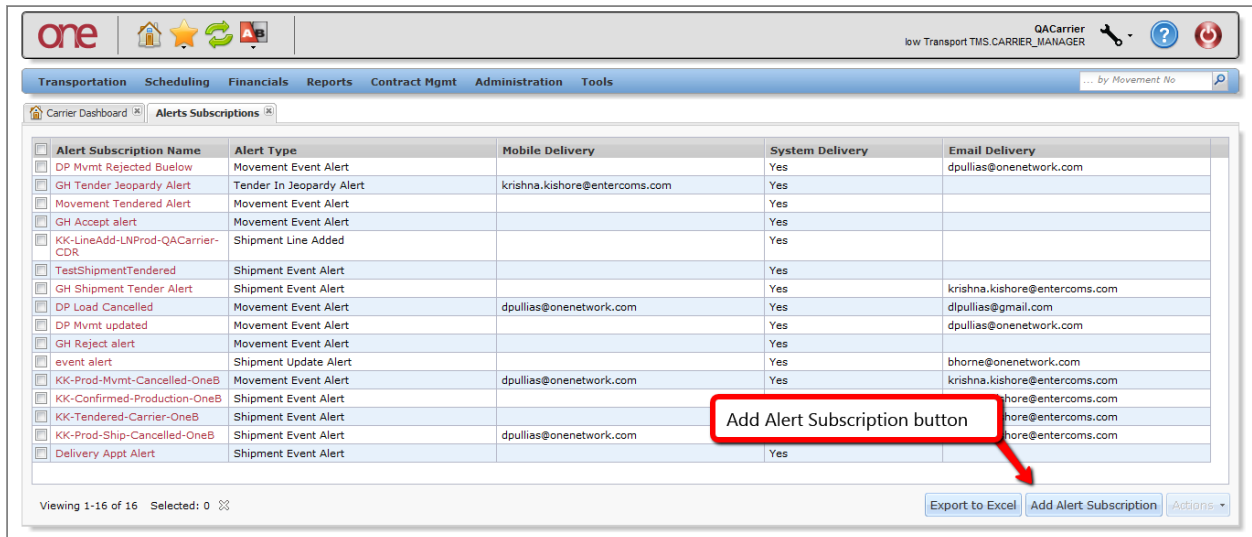 one
QACarrier
low Transport TMS.CARRIER_MANAGER
Transportation Scheduling Financials Reports Contract Mgmt Administration Tools ... by Movement No
Carrier Dashboard Alerts Subscriptions
Alert Subscription Name Alert Type Mobile Delivery System Delivery Email Delivery
DP Mvmt Rejected Buelow Movement Event Alert Yes dpullias@onenetwork.com
GH Tender Jeopardy Alert Tender In Jeopardy Alert krishna.kishore@entercoms.com Yes
Movement Tendered Alert Movement Event Alert Yes
GH Accept alert Movement Event Alert Yes
KK-LineAdd-LNProd-QACarrier- Shipment Line Added Yes
CDR
TestShipmentTendered Shipment Event Alert Yes
GH Shipment Tender Alert Shipment Event Alert Yes krishna.kishore@entercoms.com
DP Load Cancelled Movement Event Alert dpullias@onenetwork.com Yes dlpullias@gmail.com
DP Mvmt updated Movement Event Alert Yes dpullias@onenetwork.com
GH Reject alert Movement Event Alert Yes
event alert Shipment Update Alert Yes bhorne@onenetwork.com
KK-Prod-Mvmt-Cancelled-OneB Movement Event Alert dpullias@onenetwork.com Yes krishna.kishore@entercoms.com
KK-Confirmed-Production-OneB Shipment Event Alert hore@entercoms.com
KK-Tendered-Carrier-OneB Shipment Event Alert hore@entercoms.com
KK-Prod-Ship-Cancelled-OneB Shipment Event Alert dpullias@onenetwork.com hore@entercoms.com
Delivery Appt Alert Shipment Event Alert Yes
Add Alert Subscription button
Viewing 1-16 of 16 Selected: 0 Export to Excel Add Alert Subscription Actions